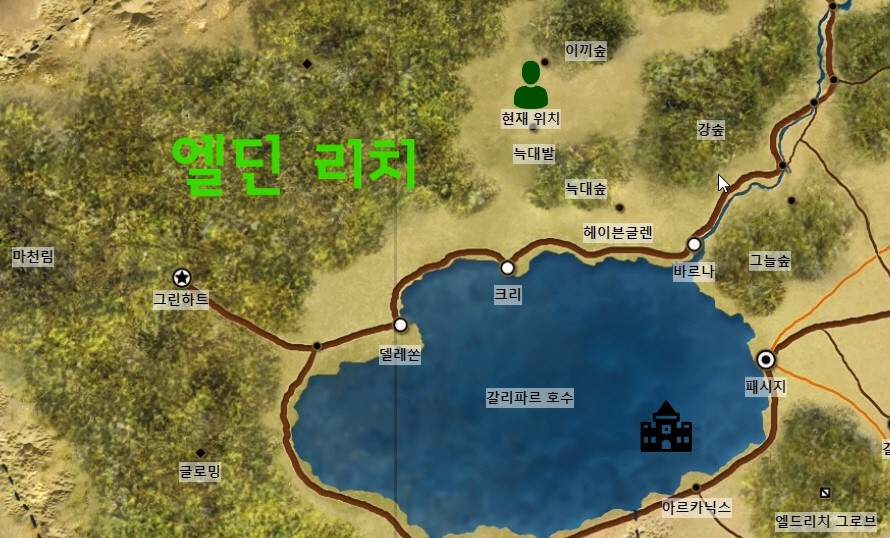 이끼숲
현재 위치
강숲
엘딘 리치
늑대발
늑대숲
헤이븐글렌
마천림
그늘숲
바르나
그린하트
크리
델레쏜
패시지
갈리파르 호수
글로밍
아르카닉스
엘드리치 그로브